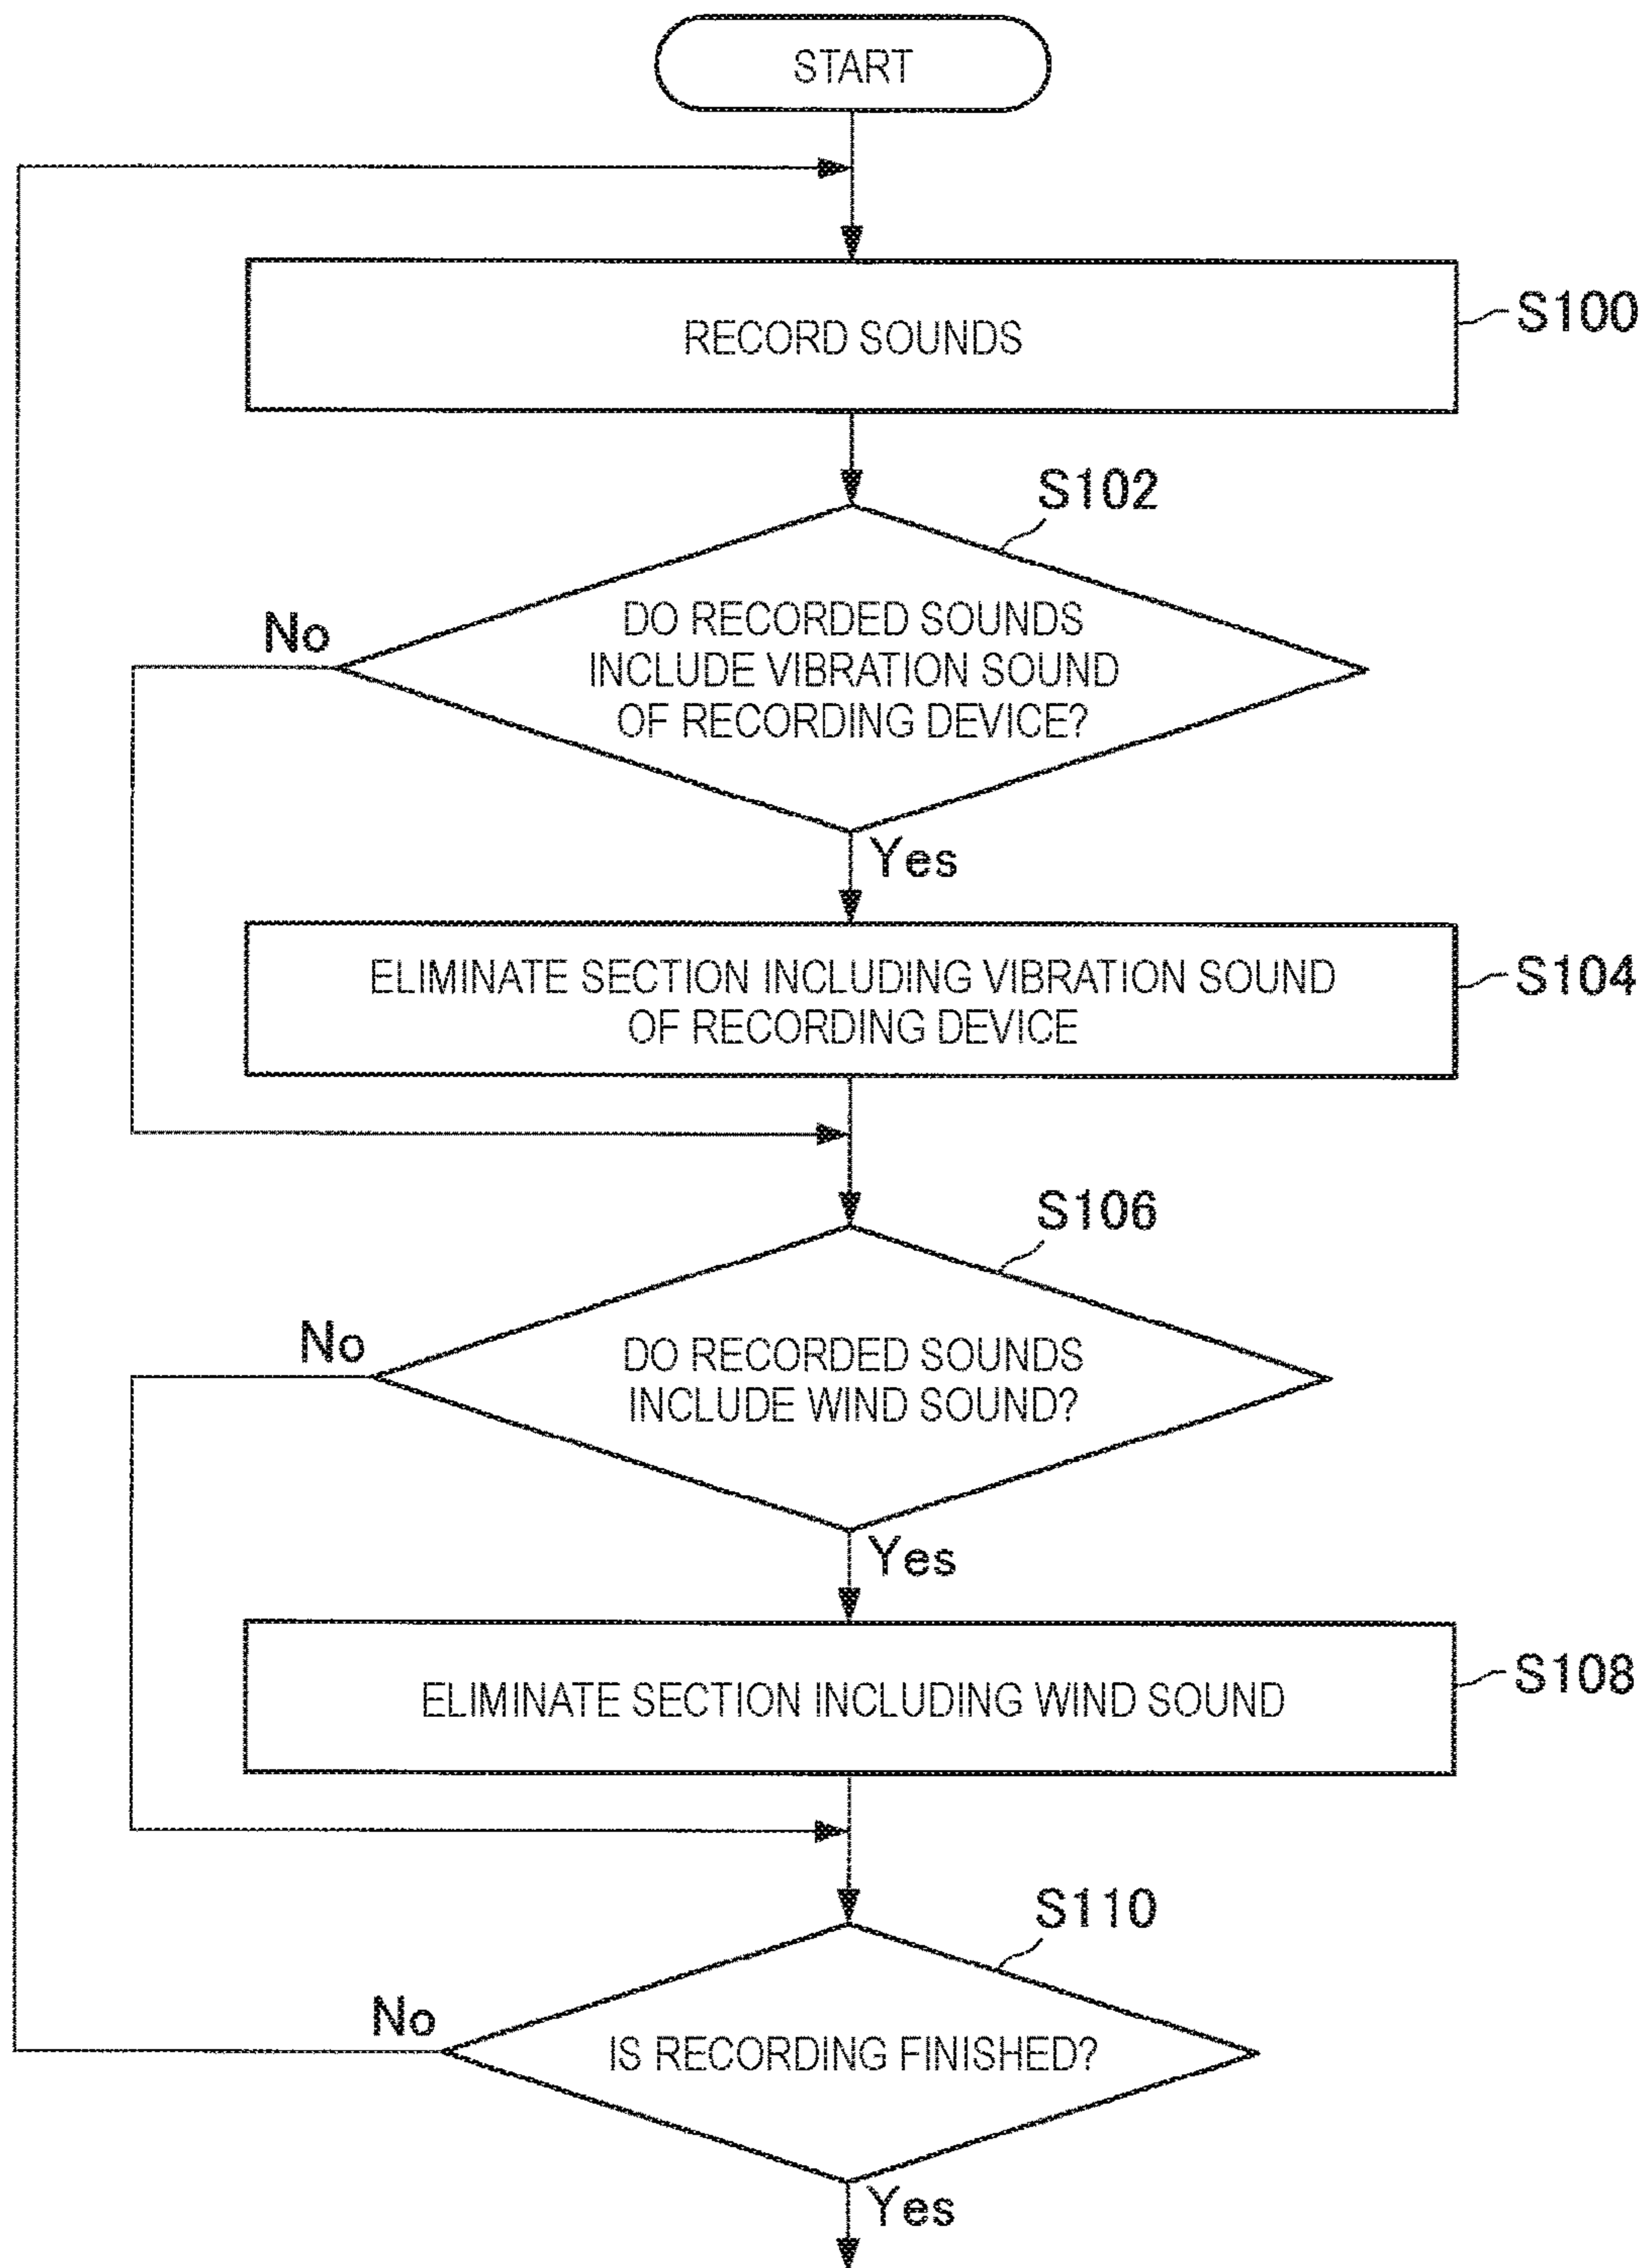 START
RECORD SOUNDS
S100
S102
DO RECORDED SOUNDS
INCLUDE VIBRATION SOUND
OF RECORDING DEVICE?
No
Yes
ELIMINATE SECTION INCLUDING VIBRATION SOUND
OF RECORDING DEVICE
S104
S106
DO RECORDED SOUNDS
INCLUDE WIND SOUND?
No
Yes
ELIMINATE SECTION INCLUDING WIND SOUND
S108
S110
IS RECORDING FINISHED?
No
Yes